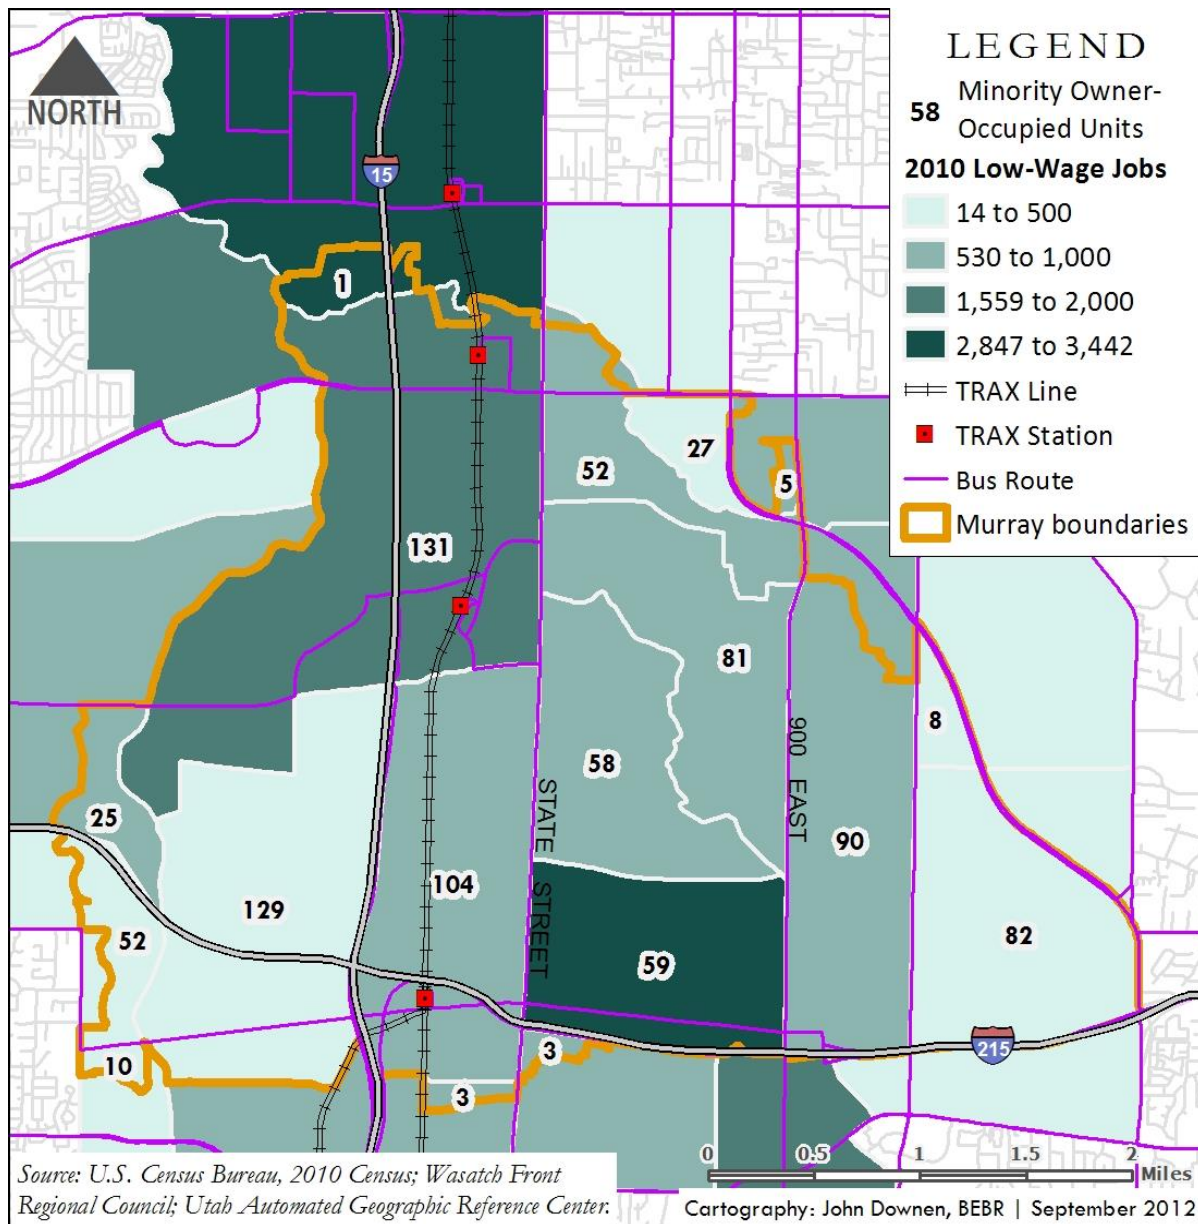 NORTH
15
LEGEND
58 Minority Owner-
Occupied Units
2010 Low-Wage Jobs
14 to 500
530 to 1,000
1,559 to 2,000
2,847 to 3,442
TRAX Line
TRAX Station
Bus Route
Murray boundaries
1
27
52
5
131
81
8
900 EAST
58
STATE STREET
25
90
104
129
52
82
59
215
10
3
3
0 0.5 1 1.5 2
Miles
Source: U.S. Census Bureau, 2010 Census; Wasatch Front
Regional Council; Utah Automated Geographic Reference Center.
Cartography: John Downen, BEBR | September 2012